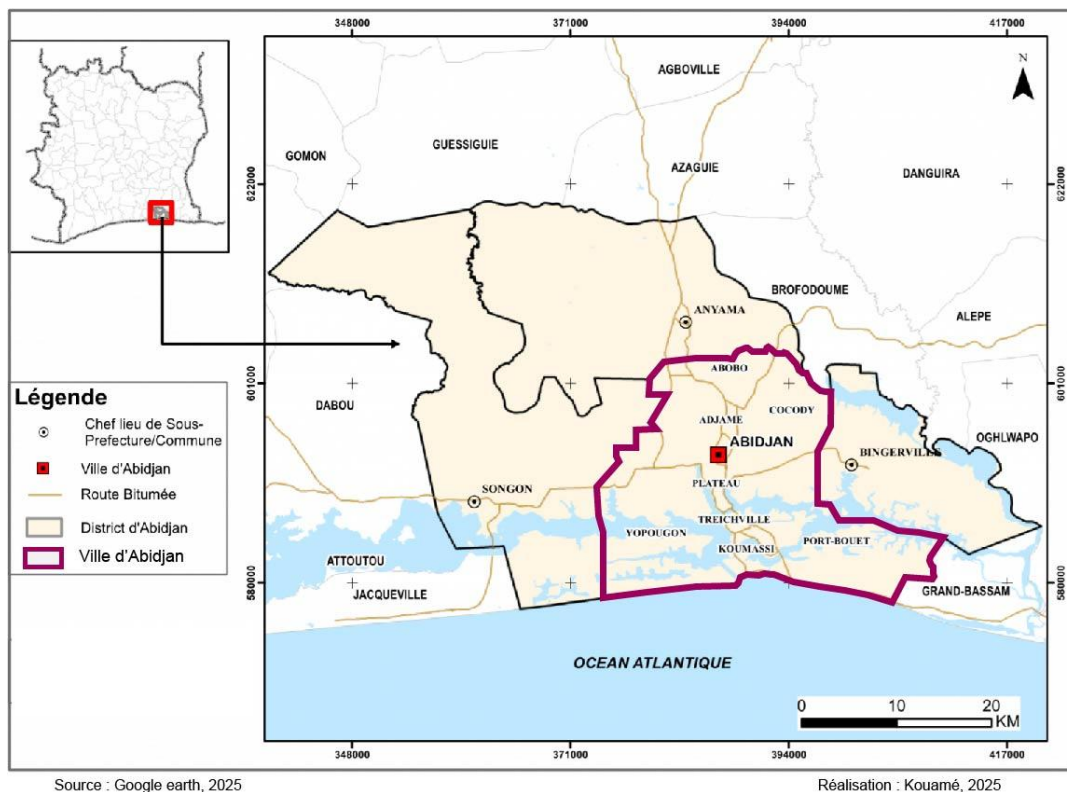 348000
371000
394000
417000
N
AGBOVILLE
GUESSIGUIE
GOMON
AZAGUIE
DANGUIRA
622000
622000
BROFODOUME
ANYAMA
ALEPE
ABOBO
601000
601000
DABOU
COCODY
ADJAME
OGHLWAPO
ABIDJAN
BINGERVILLE
PLATEAU
SONGON
TREICHVILLE
YOPOUGON
PORT-BOUET
KOUMASSI
ATTOUTOU
580000
580000
JACQUEVILLE
GRAND-BASSAM
OCEAN ATLANTIQUE
0 10 20
KM
348000
371000
394000
417000
Légende
Chef lieu de Sous-
Prefecture/Commune
Ville d'Abidjan
Route Bitumée
District d'Abidjan
Ville d'Abidjan
Source : Google earth, 2025
Réalisation : Kouamé, 2025